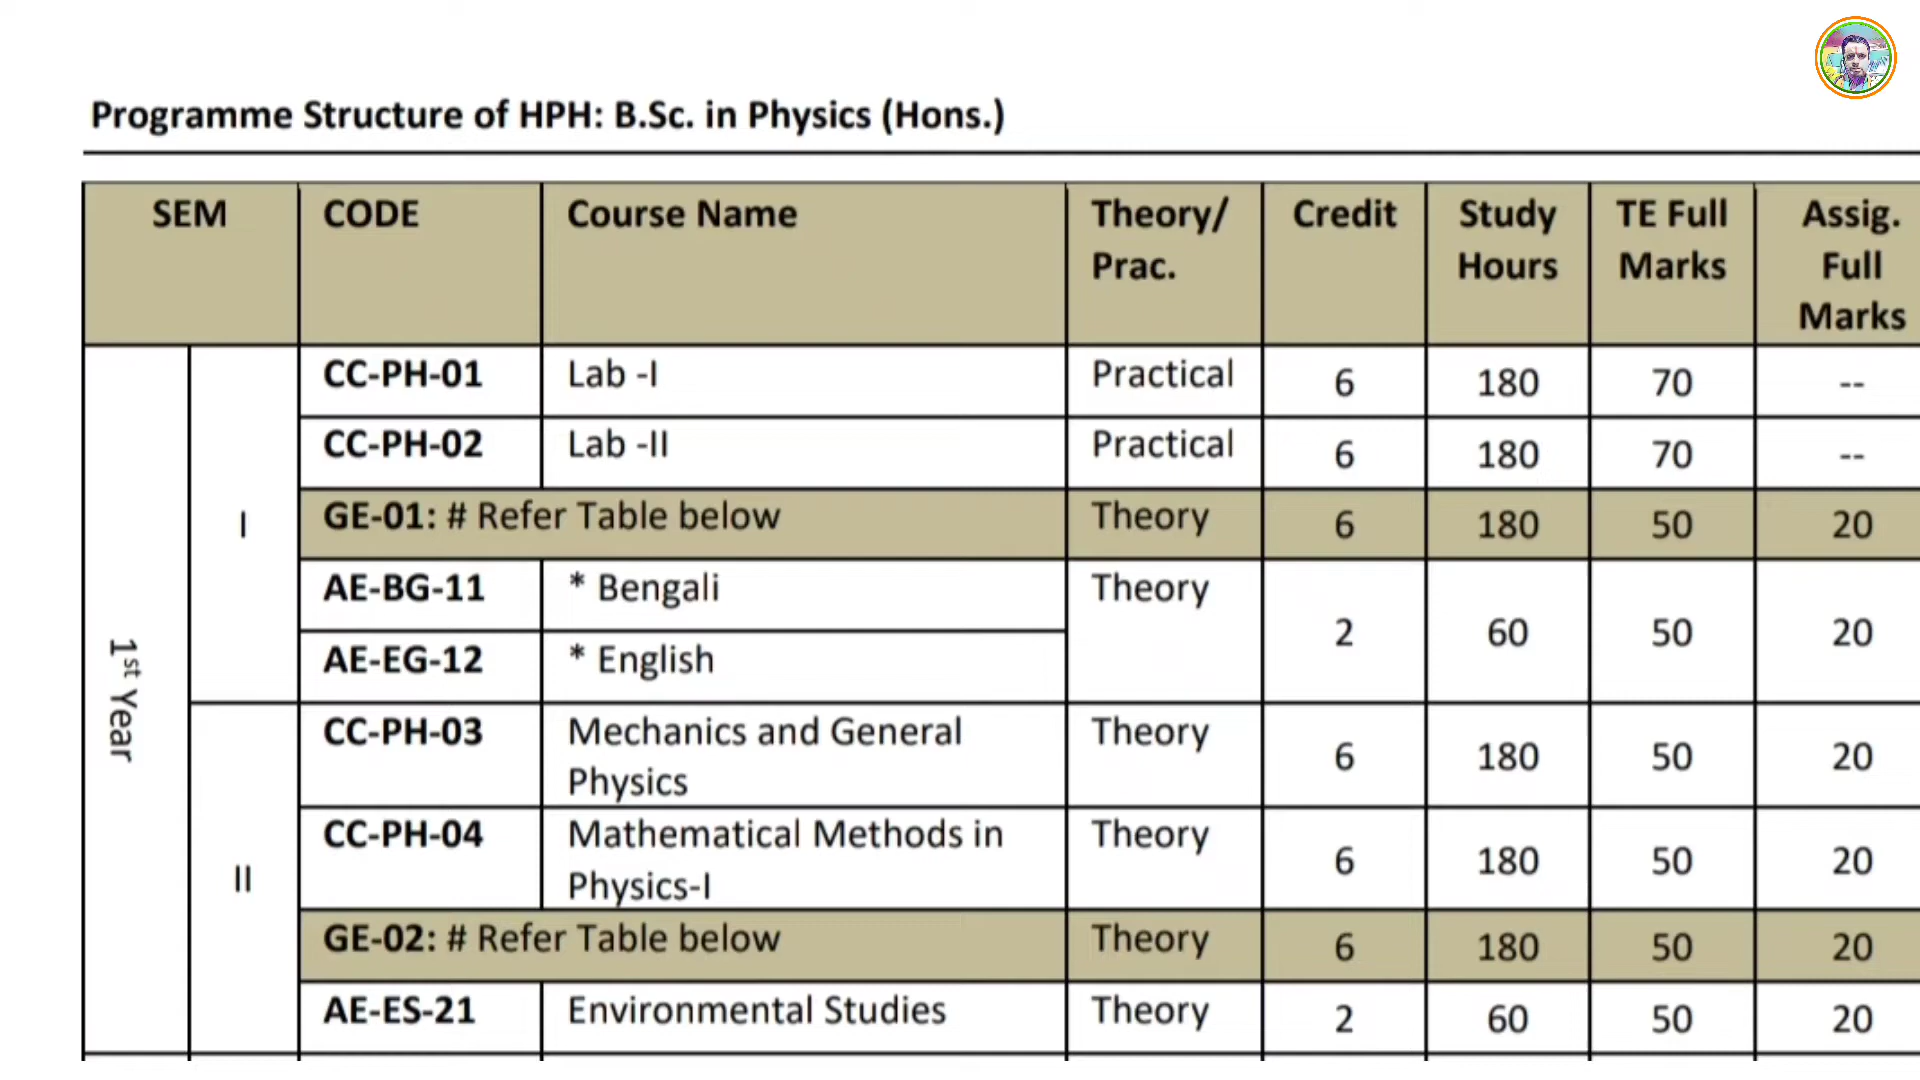 Programme Structure of HPH: B.Sc. in Physics (Hons.)
SEM CODE Course Name Theory/ Prac. Credit Study Hours TE Full Marks Assig. Full Marks
1st Year
I
CC-PH-01 Lab -I Practical 6 180 70 --
CC-PH-02 Lab -II Practical 6 180 70 --
GE-01: # Refer Table below Theory 6 180 50 20
AE-BG-11 * Bengali Theory 2 60 50 20
AE-EG-12 * English
II
CC-PH-03 Mechanics and General Physics Theory 6 180 50 20
CC-PH-04 Mathematical Methods in Physics-I Theory 6 180 50 20
GE-02: # Refer Table below Theory 6 180 50 20
AE-ES-21 Environmental Studies Theory 2 60 50 20